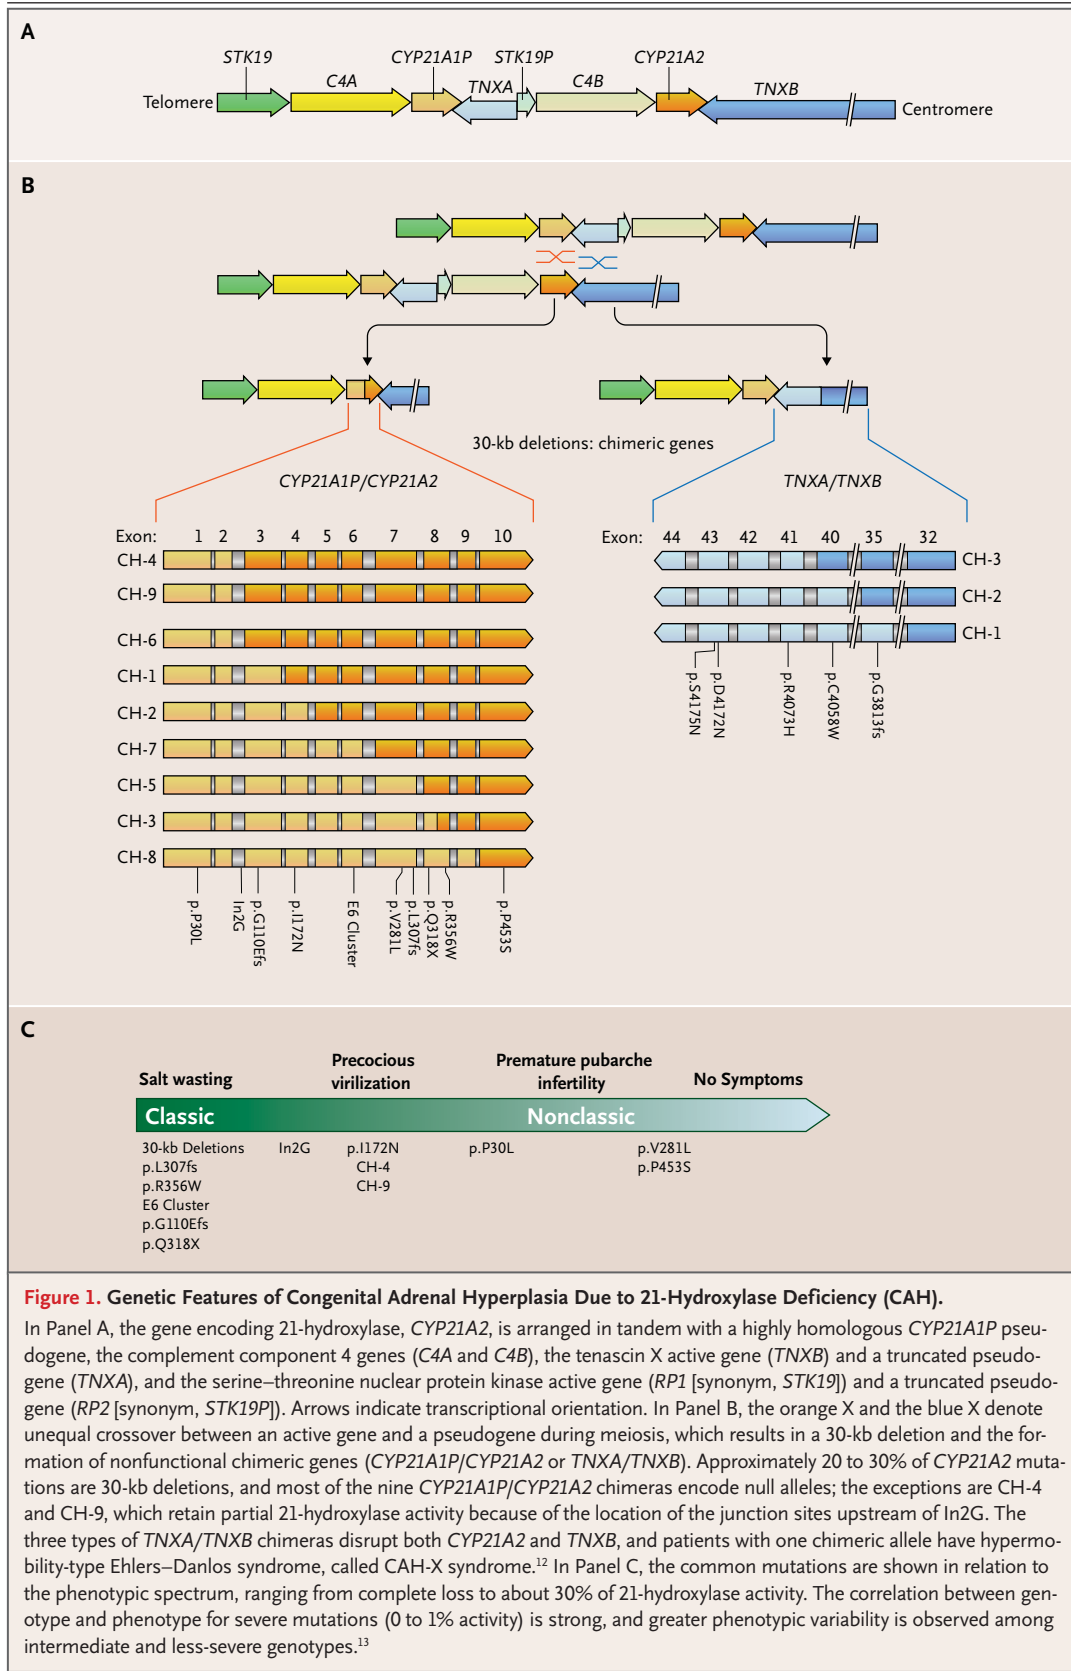 A
STK19 CYP21A1P STK19P CYP21A2
C4A TNXA C4B TNXB
Telomere Centromere
B
30-kb deletions: chimeric genes
CYP21A1P/CYP21A2 TNXA/TNXB
Exon: 1 2 3 4 5 6 7 8 9 10 Exon: 44 43 42 41 40 35 32
CH-4 CH-3
CH-9 CH-2
CH-6 CH-1
CH-1
CH-2
CH-7
CH-5
CH-3
CH-8
p.S4175N p.D4172N p.R4073H p.C4058W p.G3813fs
p.P30L In2G p.G110Efs p.I172N E6 Cluster p.V281L p.L307fs p.Q318X p.R356W p.P453S
C
Salt wasting Precocious virilization Premature pubarche infertility No Symptoms
Classic Nonclassic
30-kb Deletions In2G p.I172N p.P30L p.V281L
p.L307fs CH-4 p.P453S
p.R356W CH-9
E6 Cluster
p.G110Efs
p.Q318X
Figure 1. Genetic Features of Congenital Adrenal Hyperplasia Due to 21-Hydroxylase Deficiency (CAH).
In Panel A, the gene encoding 21-hydroxylase, CYP21A2, is arranged in tandem with a highly homologous CYP21A1P pseu-
dogene, the complement component 4 genes (C4A and C4B), the tenascin X active gene (TNXB) and a truncated pseudo-
gene (TNXA), and the serine–threonine nuclear protein kinase active gene (RP1 [synonym, STK19]) and a truncated pseudo-
gene (RP2 [synonym, STK19P]). Arrows indicate transcriptional orientation. In Panel B, the orange X and the blue X denote
unequal crossover between an active gene and a pseudogene during meiosis, which results in a 30-kb deletion and the for-
mation of nonfunctional chimeric genes (CYP21A1P/CYP21A2 or TNXA/TNXB). Approximately 20 to 30% of CYP21A2 muta-
tions are 30-kb deletions, and most of the nine CYP21A1P/CYP21A2 chimeras encode null alleles; the exceptions are CH-4
and CH-9, which retain partial 21-hydroxylase activity because of the location of the junction sites upstream of In2G. The
three types of TNXA/TNXB chimeras disrupt both CYP21A2 and TNXB, and patients with one chimeric allele have hypermo-
bility-type Ehlers–Danlos syndrome, called CAH-X syndrome.12 In Panel C, the common mutations are shown in relation to
the phenotypic spectrum, ranging from complete loss to about 30% of 21-hydroxylase activity. The correlation between gen-
otype and phenotype for severe mutations (0 to 1% activity) is strong, and greater phenotypic variability is observed among
intermediate and less-severe genotypes.13